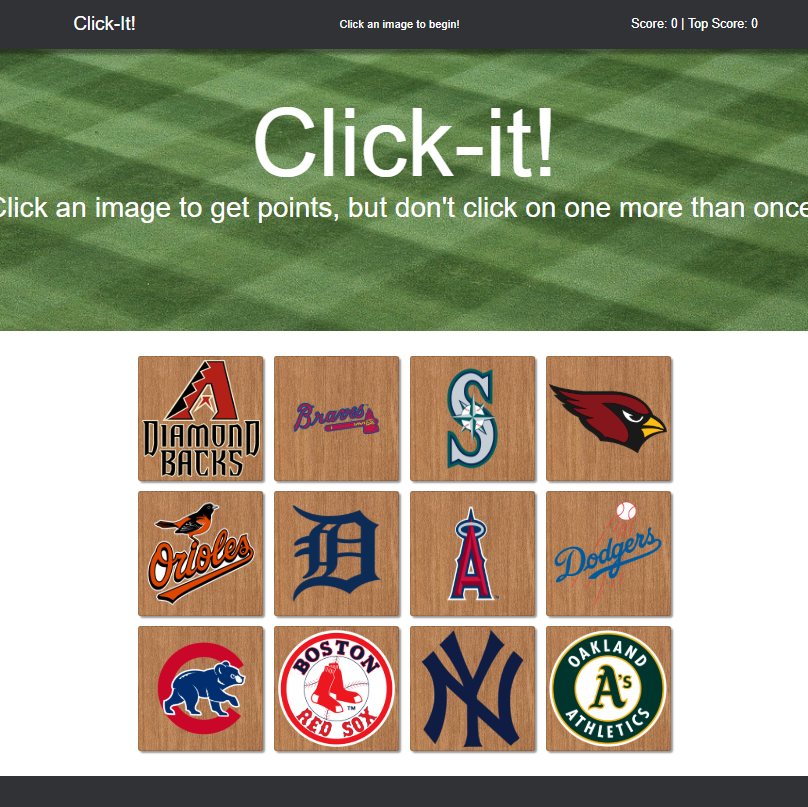 Click-It!
Click an image to begin!
Score: 0 | Top Score: 0
Click-it!
Click an image to get points, but don't click on one more than once
DIAMOND
BACKS
Braves
S
Orioles
D
A
Dodgers
C
BOSTON
RED SOX
TM
NY
OAKLAND
A's
ATHLETICS